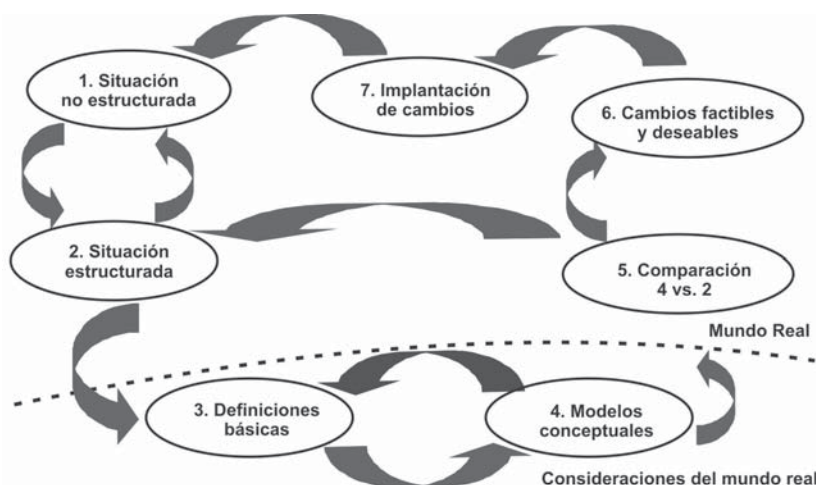 1. Situación
no estructurada
7. Implantación
de cambios
6. Cambios factibles
y deseables
2. Situación
estructurada
5. Comparación
4 vs. 2
Mundo Real
3. Definiciones
básicas
4. Modelos
conceptuales
Consideraciones del mundo real